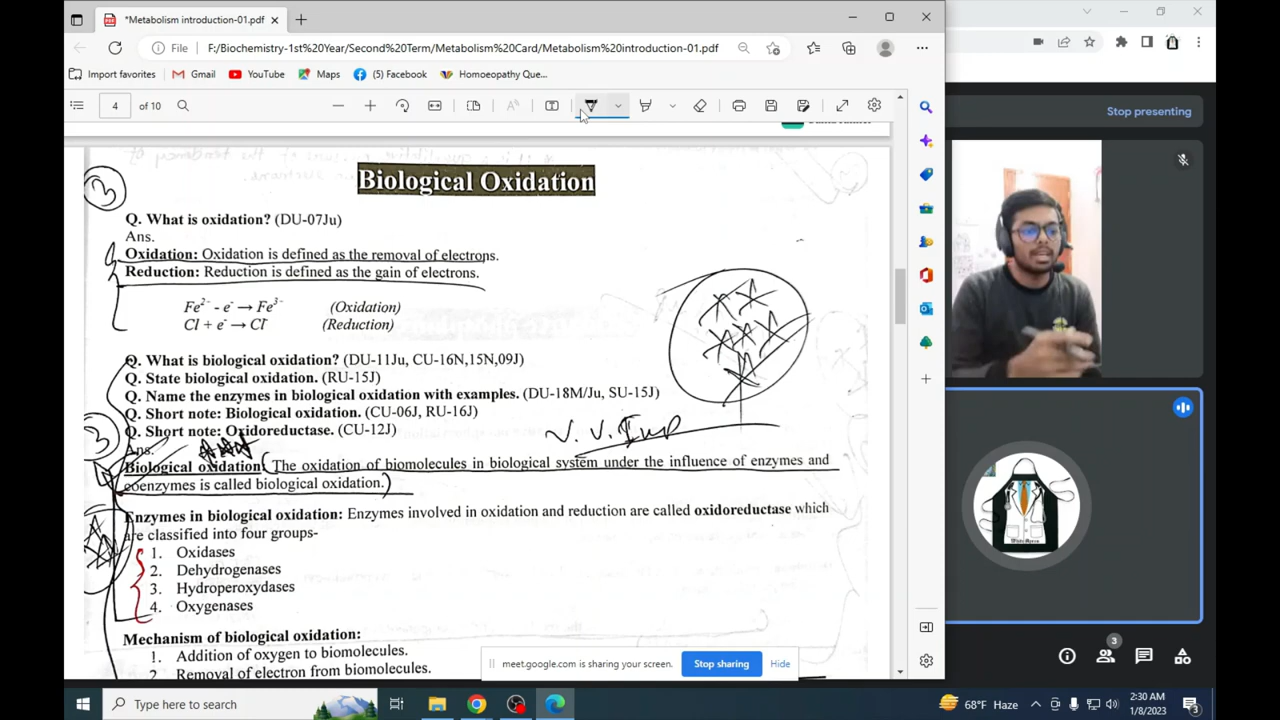 *Metabolism introduction-01.pdf
File F:/Biochemistry-1st%20Year/Second%20Term/Metabolism%20Card/Metabolism%20introduction-01.pdf
Import favorites Gmail YouTube Maps (5) Facebook Homoeopathy Que...
4 of 10
Stop presenting
3
Biological Oxidation
Q. What is oxidation? (DU-07Ju)
Ans.
Oxidation: Oxidation is defined as the removal of electrons.
Reduction: Reduction is defined as the gain of electrons.
Fe²⁻ - e⁻ → Fe³⁻ (Oxidation)
Cl + e⁻ → Cl⁻ (Reduction)
Q. What is biological oxidation? (DU-11Ju, CU-16N,15N,09J)
Q. State biological oxidation. (RU-15J)
Q. Name the enzymes in biological oxidation with examples. (DU-18M/Ju, SU-15J)
Q. Short note: Biological oxidation. (CU-06J, RU-16J)
Q. Short note: Oxidoreductase. (CU-12J)
V. V. Imp
3
Ans.
Biological oxidation: The oxidation of biomolecules in biological system under the influence of enzymes and
coenzymes is called biological oxidation.
Enzymes in biological oxidation: Enzymes involved in oxidation and reduction are called oxidoreductase which
are classified into four groups-
1. Oxidases
2. Dehydrogenases
3. Hydroperoxydases
4. Oxygenases
Mechanism of biological oxidation:
1. Addition of oxygen to biomolecules.
2. Removal of electron from biomolecules.
meet.google.com is sharing your screen. Stop sharing Hide
3
Type here to search
68°F Haze
2:30 AM
1/8/2023
3